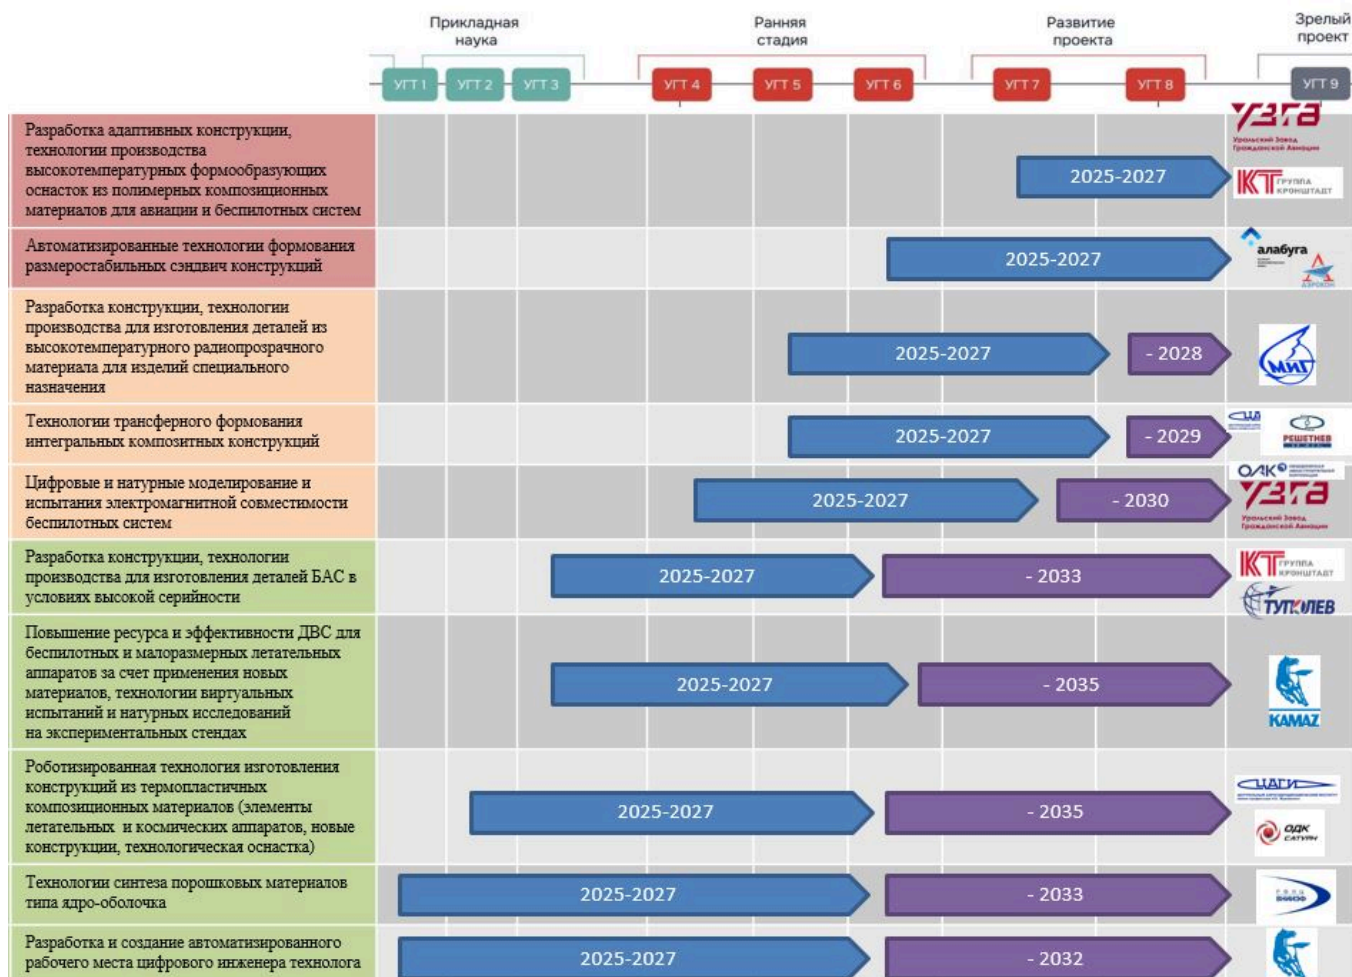 Прикладная
наука
Ранняя
стадия
Развитие
проекта
Зрелый
проект
УГТ 1
УГТ 2
УГТ 3
УГТ 4
УГТ 5
УГТ 6
УГТ 7
УГТ 8
УГТ 9
Разработка адаптивных конструкции,
технологии производства
высокотемпературных формообразующих
оснасток из полимерных композиционных
материалов для авиации и беспилотных систем
2025-2027
УЗГА
Уральский Завод
Гражданской Авиации
КТ ГРУППА
КРОНШТАДТ
Автоматизированные технологии формования
размеростабильных сэндвич конструкций
2025-2027
алабуга
АЭРОКОН
Разработка конструкции, технологии
производства для изготовления деталей из
высокотемпературного радиопрозрачного
материала для изделий специального
назначения
2025-2027
- 2028
МИГ
Технологии трансферного формования
интегральных композитных конструкций
2025-2027
- 2029
РЕШЕТНЕВ
Цифровые и натурные моделирование и
испытания электромагнитной совместимости
беспилотных систем
2025-2027
- 2030
ОАК
УЗГА
Уральский Завод
Гражданской Авиации
Разработка конструкции, технологии
производства для изготовления деталей БАС в
условиях высокой серийности
2025-2027
- 2033
КТ ГРУППА
КРОНШТАДТ
ТУПОЛЕВ
Повышение ресурса и эффективности ДВС для
беспилотных и малоразмерных летательных
аппаратов за счет применения новых
материалов, технологии виртуальных
испытаний и натурных исследований
на экспериментальных стендах
2025-2027
- 2035
KAMAZ
Роботизированная технология изготовления
конструкций из термопластичных
композиционных материалов (элементы
летательных и космических аппаратов, новые
конструкции, технологическая оснастка)
2025-2027
- 2035
ЦАГИ
ОДК
САТУРН
Технологии синтеза порошковых материалов
типа ядро-оболочка
2025-2027
- 2033
Разработка и создание автоматизированного
рабочего места цифрового инженера технолога
2025-2027
- 2032